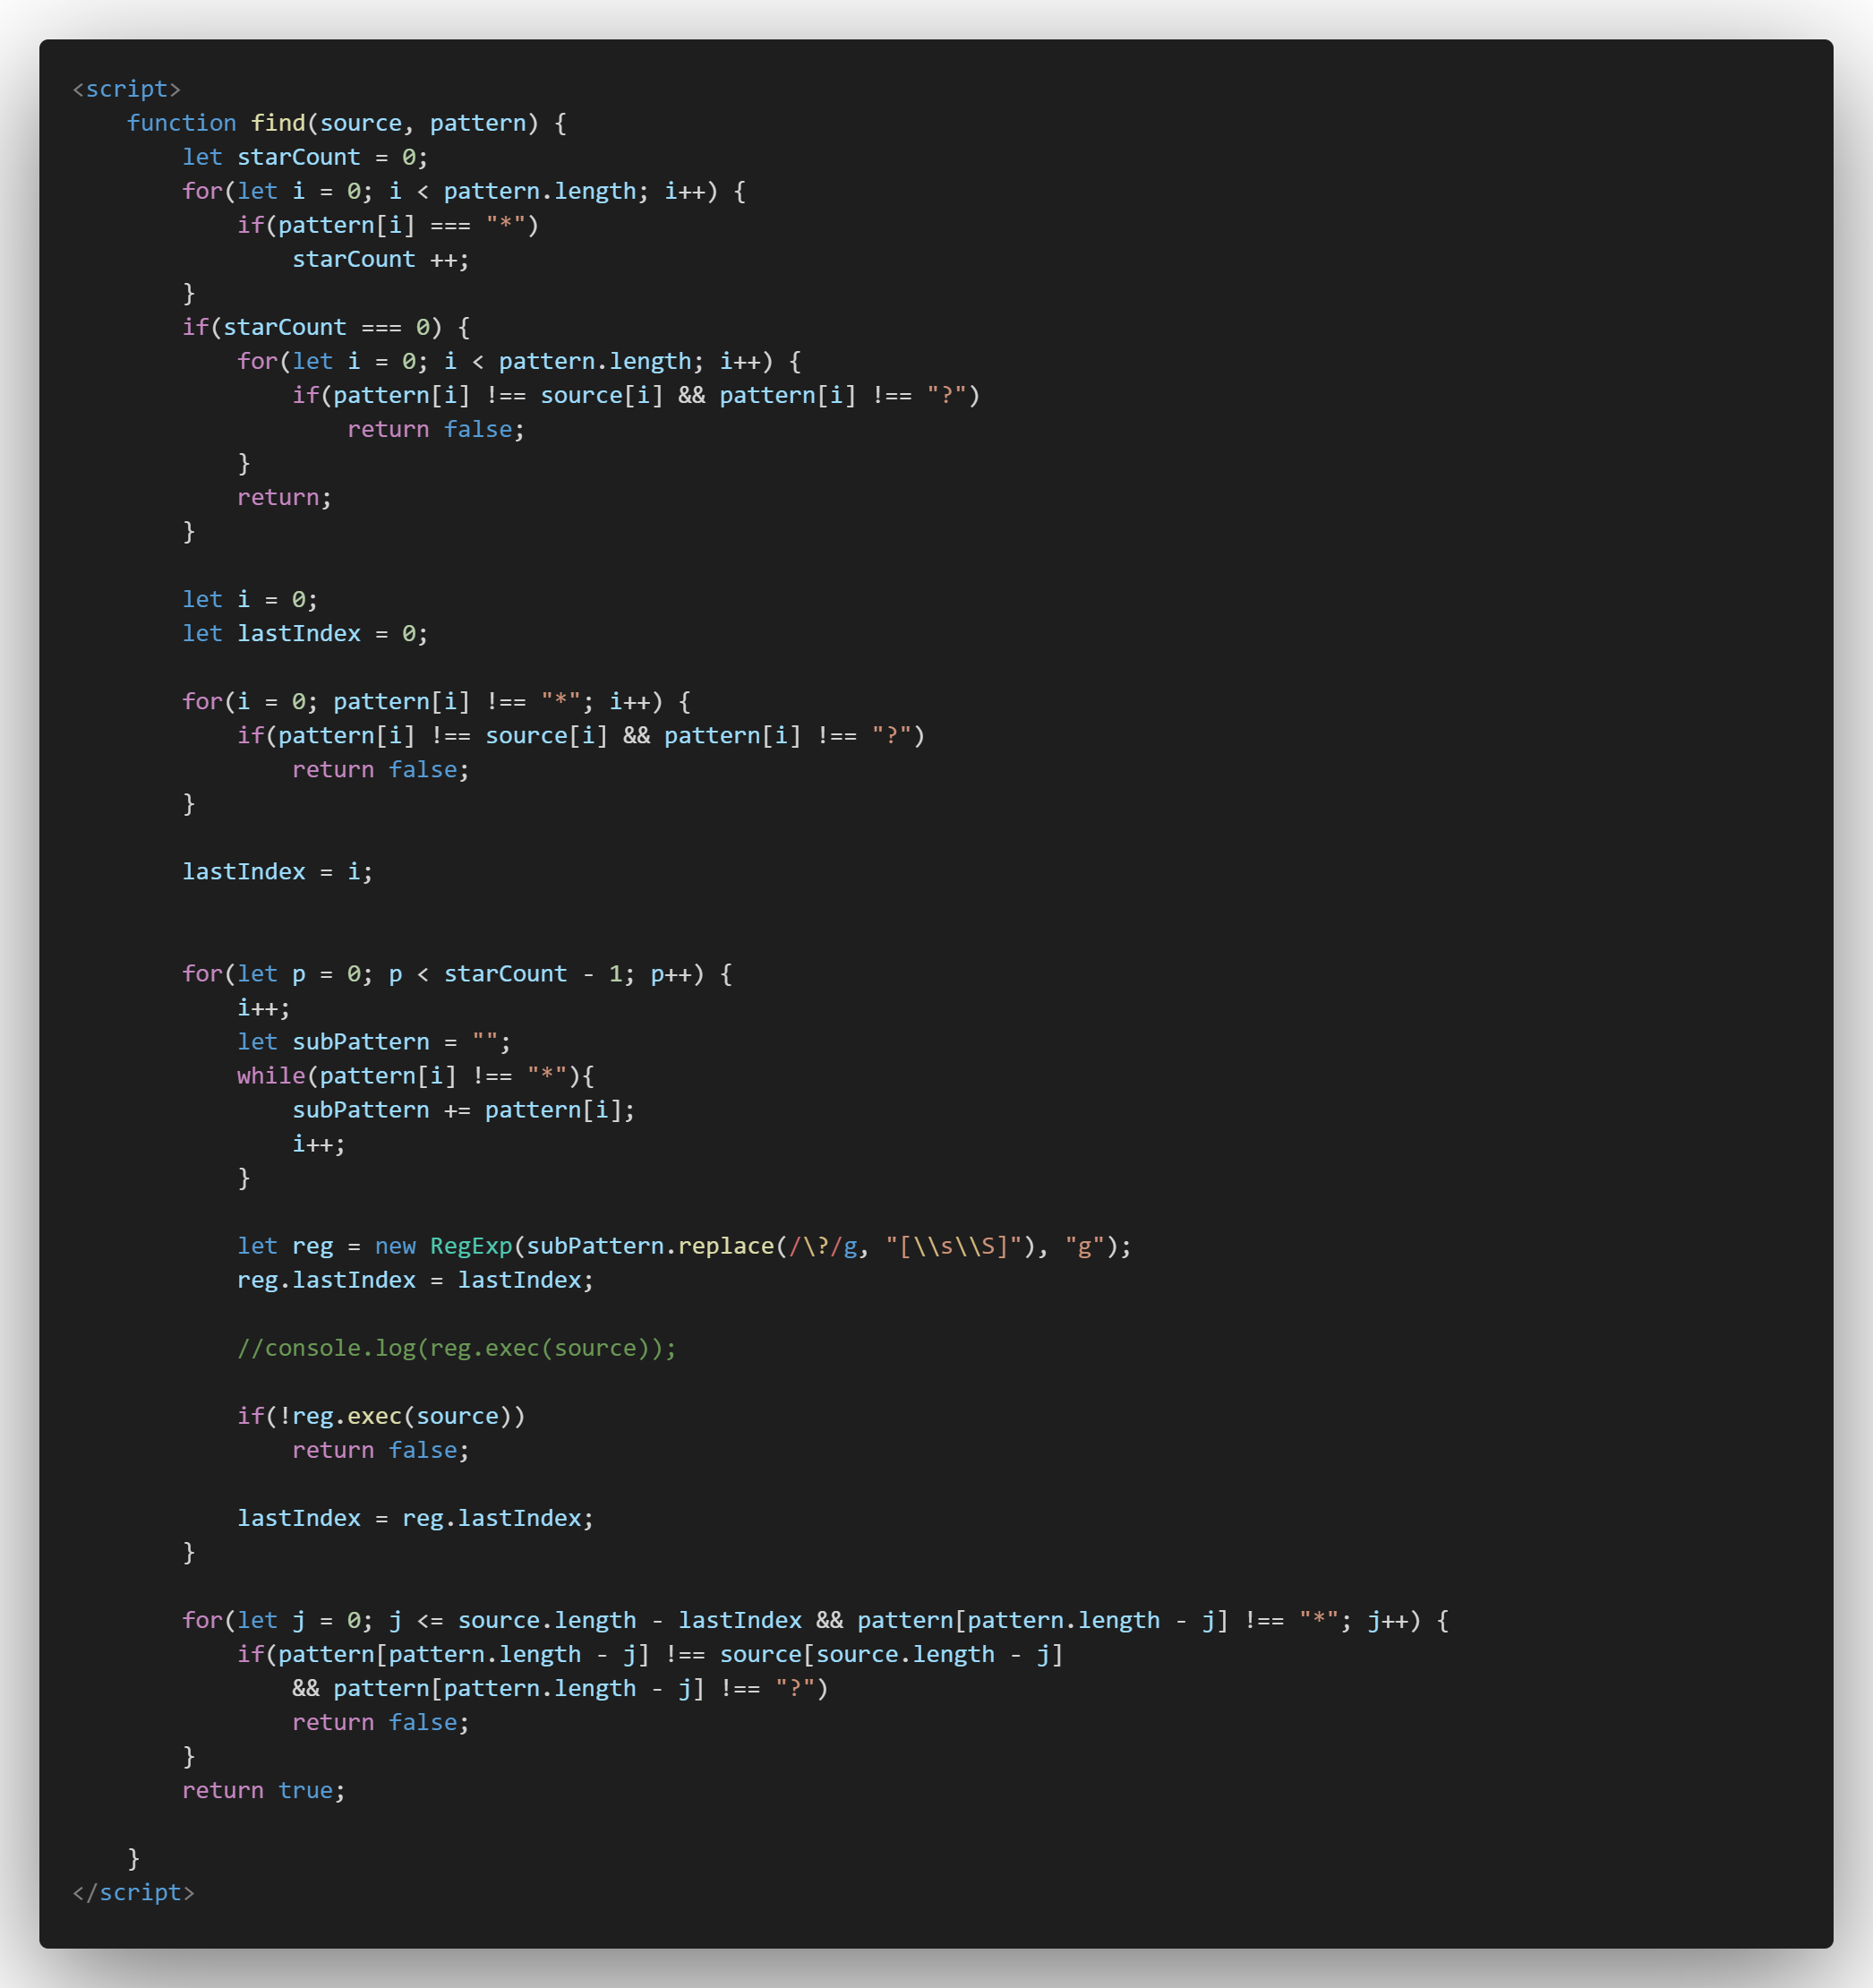 <script>
    function find(source, pattern) {
        let starCount = 0;
        for(let i = 0; i < pattern.length; i++) {
            if(pattern[i] === "*")
                starCount ++;
        }
        if(starCount === 0) {
            for(let i = 0; i < pattern.length; i++) {
                if(pattern[i] !== source[i] && pattern[i] !== "?")
                    return false;
            }
            return;
        }

        let i = 0;
        let lastIndex = 0;

        for(i = 0; pattern[i] !== "*"; i++) {
            if(pattern[i] !== source[i] && pattern[i] !== "?")
                return false;
        }

        lastIndex = i;


        for(let p = 0; p < starCount - 1; p++) {
            i++;
            let subPattern = "";
            while(pattern[i] !== "*"){
                subPattern += pattern[i];
                i++;
            }

            let reg = new RegExp(subPattern.replace(/\?/g, "[\\s\\S]"), "g");
            reg.lastIndex = lastIndex;

            //console.log(reg.exec(source));

            if(!reg.exec(source))
                return false;

            lastIndex = reg.lastIndex;
        }

        for(let j = 0; j <= source.length - lastIndex && pattern[pattern.length - j] !== "*"; j++) {
            if(pattern[pattern.length - j] !== source[source.length - j]
                && pattern[pattern.length - j] !== "?")
                return false;
        }
        return true;

    }
</script>